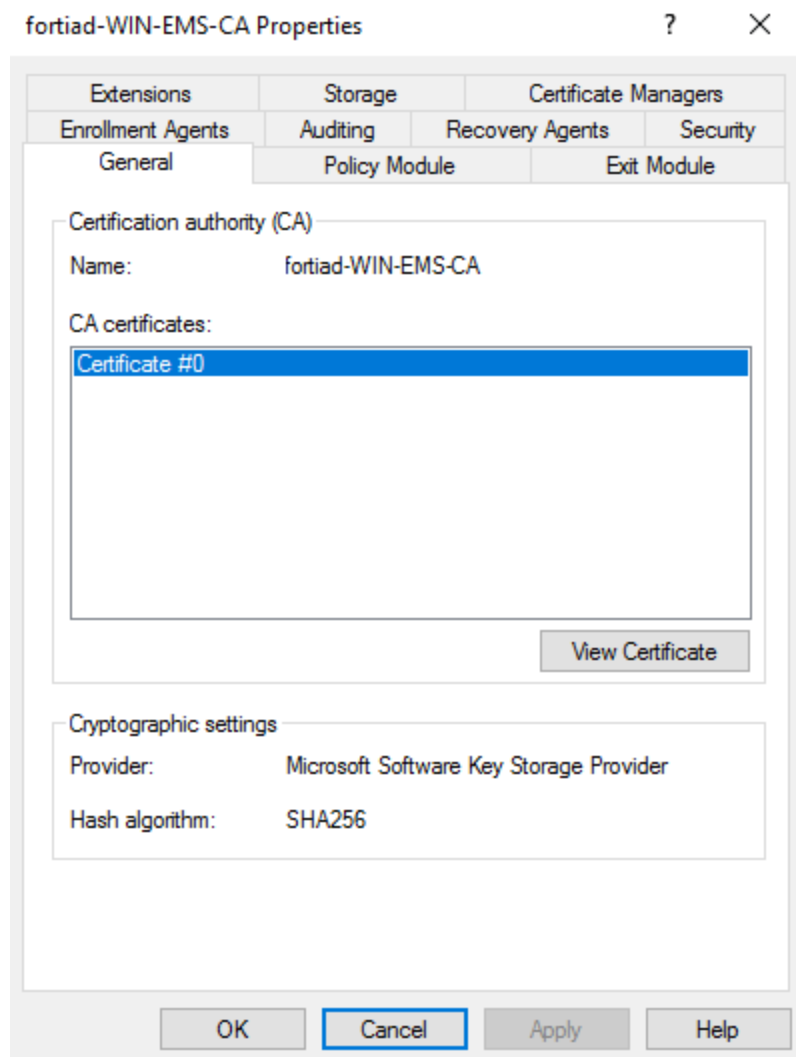 fortiad-WIN-EMS-CA Properties ? ×
Extensions Storage Certificate Managers
Enrollment Agents Auditing Recovery Agents Security
General Policy Module Exit Module
Certification authority (CA)
Name: fortiad-WIN-EMS-CA
CA certificates:
Certificate #0
View Certificate
Cryptographic settings
Provider: Microsoft Software Key Storage Provider
Hash algorithm: SHA256
OK Cancel Apply Help